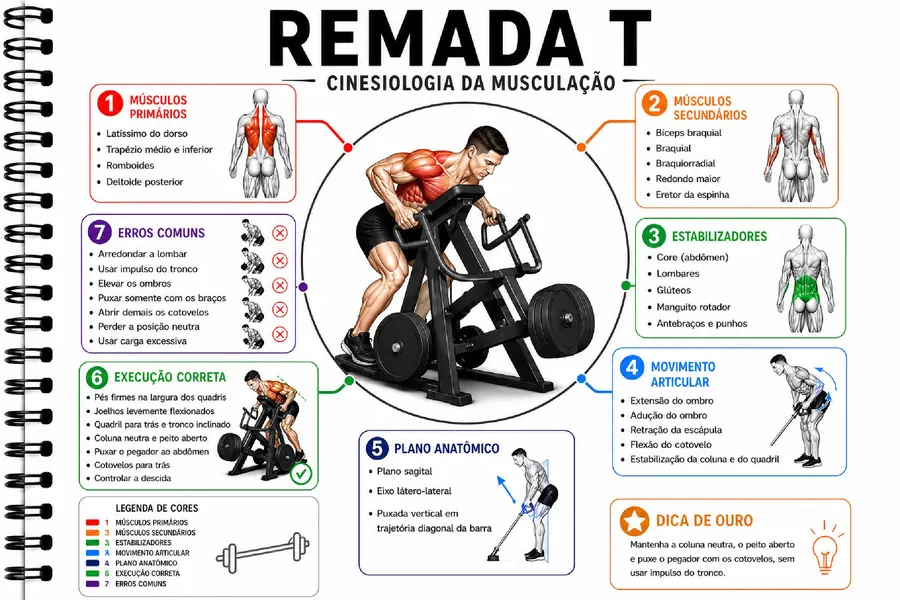 REMADA T
CINESIOLOGIA DA MUSCULAÇÃO
1 MÚSCULOS
PRIMÁRIOS
• Latíssimo do dorso
• Trapézio médio e inferior
• Romboides
• Deltoide posterior
2 MÚSCULOS
SECUNDÁRIOS
• Bíceps braquial
• Braquial
• Braquiorradial
• Redondo maior
• Eretor da espinha
3 ESTABILIZADORES
• Core (abdômen)
• Lombares
• Glúteos
• Manguito rotador
• Antebraços e punhos
4 MOVIMENTO
ARTICULAR
• Extensão do ombro
• Adução do ombro
• Retração da escápula
• Flexão do cotovelo
• Estabilização da coluna e do quadril
5 PLANO ANATÔMICO
• Plano sagital
• Eixo látero-lateral
• Puxada vertical em
trajetória diagonal da barra
6 EXECUÇÃO CORRETA
• Pés firmes na largura dos quadris
• Joelhos levemente flexionados
• Quadril para trás e tronco inclinado
• Coluna neutra e peito aberto
• Puxar o pegador ao abdômen
• Cotovelos para trás
• Controlar a descida
7 ERROS COMUNS
• Arredondar a lombar
• Usar impulso do tronco
• Elevar os ombros
• Puxar somente com os braços
• Abrir demais os cotovelos
• Perder a posição neutra
• Usar carga excessiva
LEGENDA DE CORES
1 MÚSCULOS PRIMÁRIOS
3 MÚSCULOS SECUNDÁRIOS
3 ESTABILIZADORES
MOVIMENTO ARTICULAR
PLANO ANATÔMICO
6 EXECUÇÃO CORRETA
7 ERROS COMUNS
DICA DE OURO
Mantenha a coluna neutra, o peito aberto
e puxe o pegador com os cotovelos, sem
usar impulso do tronco.